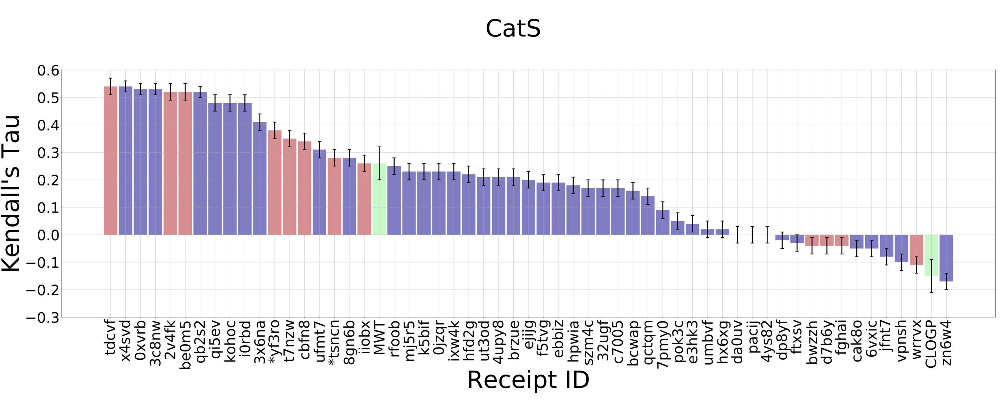 CatS
Kendall's Tau
0.6
0.5
0.4
0.3
0.2
0.1
0.0
−0.1
−0.2
−0.3
tdcvf
x4svd
0xvrb
3c8nw
2v4fk
be0m5
qb2s2
qi5ev
kohoc
i0rbd
3x6na
*yf3ro
t7nzw
cbfn8
ufmt7
*tsncn
8gn6b
iiobx
MWT
rfoob
mj5r5
k5bif
0jzqr
ixw4k
hfd2g
ut3od
4upy8
brzue
ejijg
f5tvg
ebbiz
hpwia
szm4c
32ugf
c7005
bcwap
qctqm
7pmy0
pok3c
e3hk3
umbvf
hx6xg
da0uv
pacij
4ys82
dp8yf
ftxsv
bwzzh
d7b6y
fghai
cak8o
6vxic
jfnt7
vpnsh
wrrvx
CLOGP
zn6w4
Receipt ID